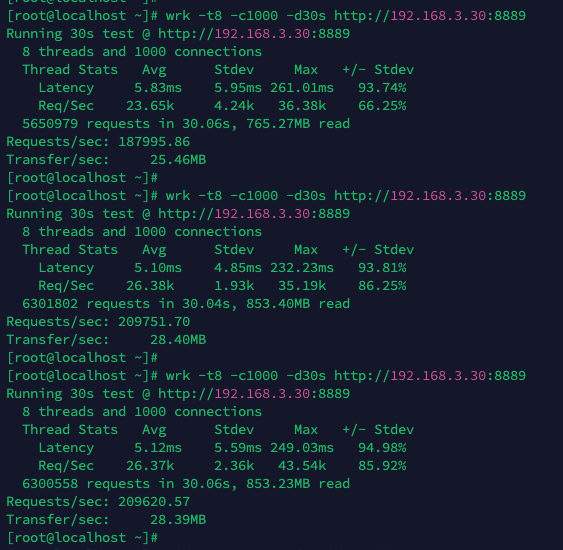 [root@localhost ~]# wrk -t8 -c1000 -d30s http://192.168.3.30:8889
Running 30s test @ http://192.168.3.30:8889
  8 threads and 1000 connections
  Thread Stats   Avg      Stdev     Max   +/- Stdev
    Latency     5.83ms    5.95ms 261.01ms   93.74%
    Req/Sec    23.65k     4.24k   36.38k    66.25%
  5650979 requests in 30.06s, 765.27MB read
Requests/sec: 187995.86
Transfer/sec:     25.46MB
[root@localhost ~]#
[root@localhost ~]# wrk -t8 -c1000 -d30s http://192.168.3.30:8889
Running 30s test @ http://192.168.3.30:8889
  8 threads and 1000 connections
  Thread Stats   Avg      Stdev     Max   +/- Stdev
    Latency     5.10ms    4.85ms 232.23ms   93.81%
    Req/Sec    26.38k     1.93k   35.19k    86.25%
  6301802 requests in 30.04s, 853.40MB read
Requests/sec: 209751.70
Transfer/sec:     28.40MB
[root@localhost ~]#
[root@localhost ~]# wrk -t8 -c1000 -d30s http://192.168.3.30:8889
Running 30s test @ http://192.168.3.30:8889
  8 threads and 1000 connections
  Thread Stats   Avg      Stdev     Max   +/- Stdev
    Latency     5.12ms    5.59ms 249.03ms   94.98%
    Req/Sec    26.37k     2.36k   43.54k    85.92%
  6300558 requests in 30.06s, 853.23MB read
Requests/sec: 209620.57
Transfer/sec:     28.39MB
[root@localhost ~]#